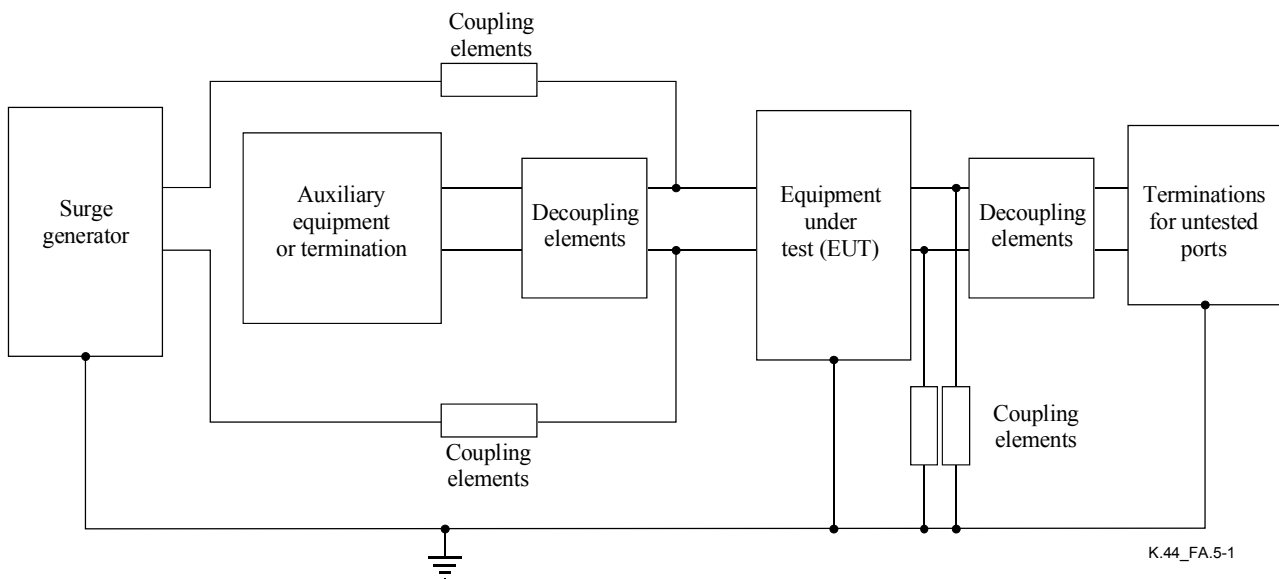 Coupling
elements
Surge
generator
Auxiliary
equipment
or termination
Decoupling
elements
Equipment
under
test (EUT)
Decoupling
elements
Terminations
for untested
ports
Coupling
elements
Coupling
elements
K.44_FA.5-1